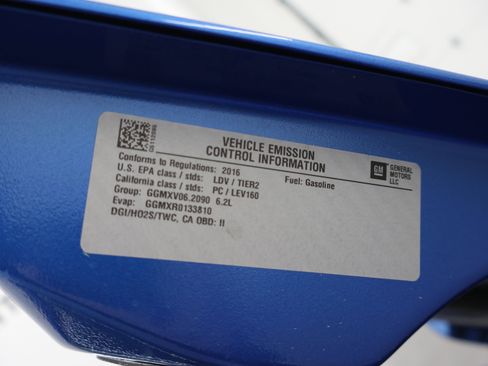 VEHICLE EMISSION
CONTROL INFORMATION
GM
GENERAL
MOTORS
LLC
Conforms to Regulations: 2016
U.S. EPA class / stds: LDV / TIER2
Fuel: Gasoline
California class / stds: PC / LEV160
Group: GGMXV06.2090 6.2L
Evap: GGMXR0133810
DGI/HO2S/TWC, CA OBD: II